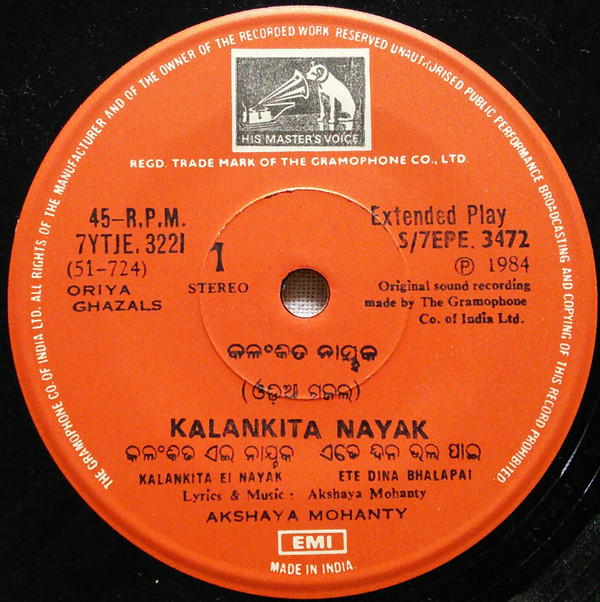 THE GRAMOPHONE CO. OF INDIA LTD. ALL RIGHTS OF THE MANUFACTURER AND OF THE OWNER OF THE RECORDED WORK RESERVED UNAUTHORISED PUBLIC PERFORMANCE BROADCASTING AND COPYING OF THIS RECORD PROHIBITED.
HIS MASTER'S VOICE
REGD. TRADE MARK OF THE GRAMOPHONE CO., LTD.
45-R.P.M.
7YTJE. 3221
(51-724)
ORIYA
GHAZALS
1
STEREO
Extended Play
S/7EPE. 3472
Ⓟ 1984
Original sound recording
made by The Gramophone
Co. of India Ltd.
କଳଂକିତ ନାୟକ
(ଓଡ଼ିଆ ଗଜଲ)
KALANKITA NAYAK
କଳଂକିତ ଏଇ ନାୟକ ଏତେ ଦିନ ଭଲ ପାଇ
KALANKITA EI NAYAK ETE DINA BHALAPAI
Lyrics & Music : Akshaya Mohanty
AKSHAYA MOHANTY
EMI
MADE IN INDIA.